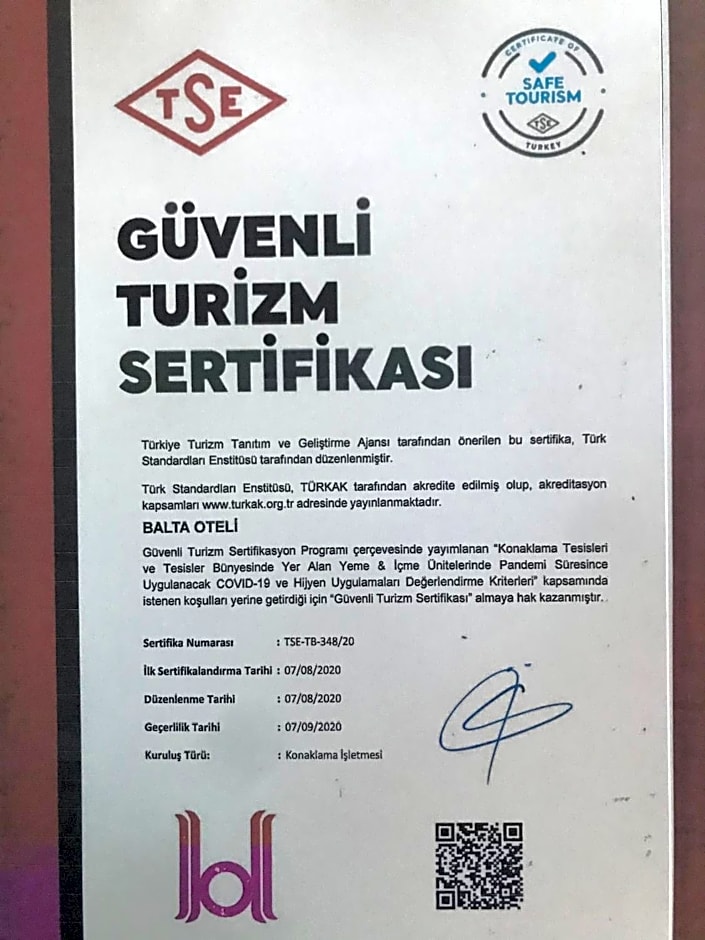 TSE
CERTIFICATE OF
SAFE
TOURISM
TSE
TURKEY
GÜVENLİ
TURİZM
SERTİFİKASI
Türkiye Turizm Tanıtım ve Geliştirme Ajansı tarafından önerilen bu sertifika, Türk
Standardları Enstitüsü tarafından düzenlenmiştir.
Türk Standardları Enstitüsü, TÜRKAK tarafından akredite edilmiş olup, akreditasyon
kapsamları www.turkak.org.tr adresinde yayınlanmaktadır.
BALTA OTELİ
Güvenli Turizm Sertifikasyon Programı çerçevesinde yayımlanan "Konaklama Tesisleri
ve Tesisler Bünyesinde Yer Alan Yeme & İçme Ünitelerinde Pandemi Süresince
Uygulanacak COVID-19 ve Hijyen Uygulamaları Değerlendirme Kriterleri" kapsamında
istenen koşulları yerine getirdiği için "Güvenli Turizm Sertifikası" almaya hak kazanmıştır.
Sertifika Numarası : TSE-TB-348/20
İlk Sertifikalandırma Tarihi : 07/08/2020
Düzenlenme Tarihi : 07/08/2020
Geçerlilik Tarihi : 07/09/2020
Kuruluş Türü: : Konaklama İşletmesi